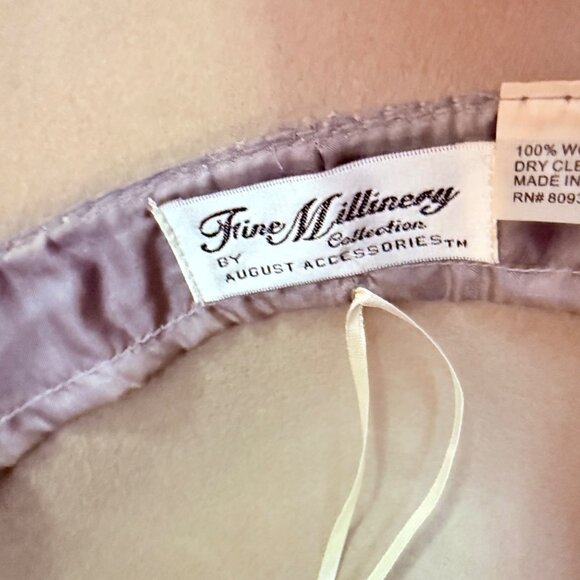 Fine Millinery
Collection
BY
AUGUST ACCESSORIES™
100% WO
DRY CLE
MADE IN
RN# 8093